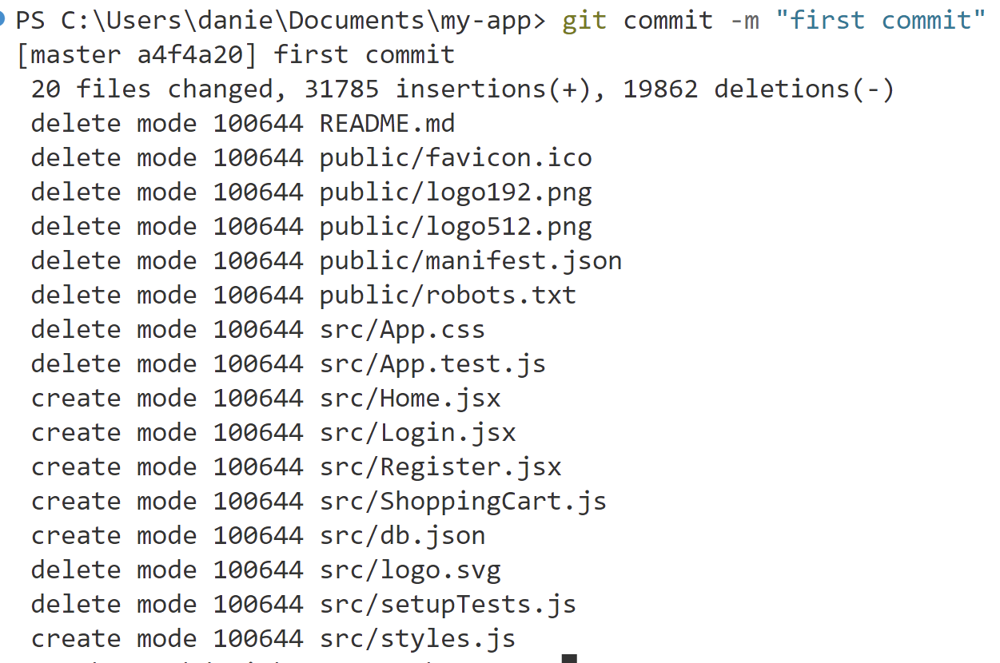 PS C:\Users\danie\Documents\my-app> git commit -m "first commit"
[master a4f4a20] first commit
 20 files changed, 31785 insertions(+), 19862 deletions(-)
 delete mode 100644 README.md
 delete mode 100644 public/favicon.ico
 delete mode 100644 public/logo192.png
 delete mode 100644 public/logo512.png
 delete mode 100644 public/manifest.json
 delete mode 100644 public/robots.txt
 delete mode 100644 src/App.css
 delete mode 100644 src/App.test.js
 create mode 100644 src/Home.jsx
 create mode 100644 src/Login.jsx
 create mode 100644 src/Register.jsx
 create mode 100644 src/ShoppingCart.js
 create mode 100644 src/db.json
 delete mode 100644 src/logo.svg
 delete mode 100644 src/setupTests.js
 create mode 100644 src/styles.js